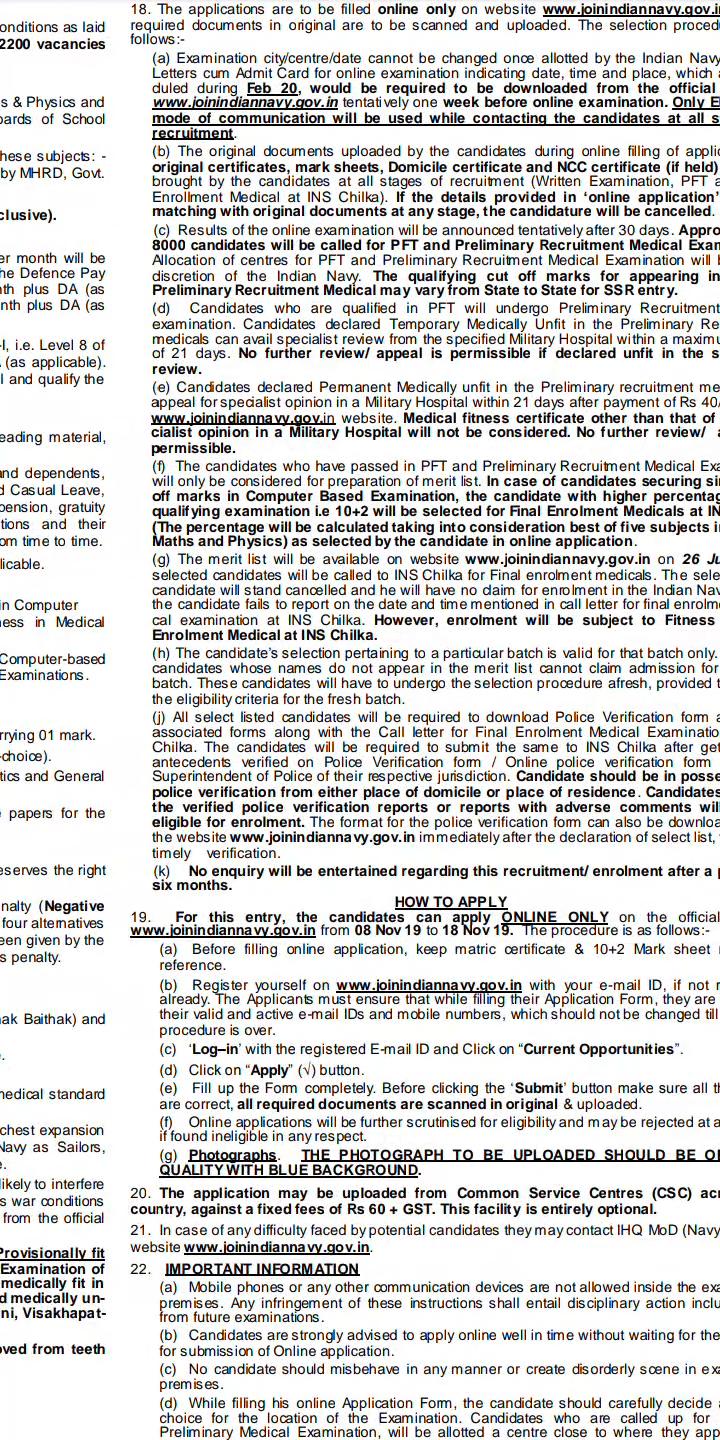 onditions as laid
2200 vacancies
s & Physics and
oards of School
hese subjects: -
by MHRD, Govt.
clusive).
er month will be
he Defence Pay
nth plus DA (as
nth plus DA (as
I, i.e. Level 8 of
(as applicable).
l and qualify the
eading material,
and dependents,
d Casual Leave,
pension, gratuity
tions and their
om time to time.
licable.
in Computer
ness in Medical
Computer-based
Examinations.
rrying 01 mark.
-choice).
tics and General
papers for the
eserves the right
nalty (Negative
four alternatives
een given by the
s penalty.
hak Baithak) and
e.
medical standard
chest expansion
Navy as Sailors,
e.
likely to interfere
s war conditions
from the official
Provisionally fit
Examination of
medically fit in
d medically un-
ni, Visakhapat-
oved from teeth
18. The applications are to be filled online only on website www.joinindiannavy.gov.in
required documents in original are to be scanned and uploaded. The selection proced
follows:-
(a) Examination city/centre/date cannot be changed once allotted by the Indian Navy
Letters cum Admit Card for online examination indicating date, time and place, which a
duled during Feb 20, would be required to be downloaded from the official
www.joinindiannavy.gov.in tentatively one week before online examination. Only El
mode of communication will be used while contacting the candidates at all s
recruitment.
(b) The original documents uploaded by the candidates during online filling of applic
original certificates, mark sheets, Domicile certificate and NCC certificate (if held)
brought by the candidates at all stages of recruitment (Written Examination, PFT a
Enrollment Medical at INS Chilka). If the details provided in ‘online application’
matching with original documents at any stage, the candidature will be cancelled.
(c) Results of the online examination will be announced tentatively after 30 days. Appro
8000 candidates will be called for PFT and Preliminary Recruitment Medical Exam
Allocation of centres for PFT and Preliminary Recruitment Medical Examination will b
discretion of the Indian Navy. The qualifying cut off marks for appearing in
Preliminary Recruitment Medical may vary from State to State for SSR entry.
(d) Candidates who are qualified in PFT will undergo Preliminary Recruitment
examination. Candidates declared Temporary Medically Unfit in the Preliminary Re
medicals can avail specialist review from the specified Military Hospital within a maximu
of 21 days. No further review/ appeal is permissible if declared unfit in the s
review.
(e) Candidates declared Permanent Medically unfit in the Preliminary recruitment me
appeal for specialist opinion in a Military Hospital within 21 days after payment of Rs 40/
www.joinindiannavy.gov.in website. Medical fitness certificate other than that of
cialist opinion in a Military Hospital will not be considered. No further review/ a
permissible.
(f) The candidates who have passed in PFT and Preliminary Recruitment Medical Exa
will only be considered for preparation of merit list. In case of candidates securing sim
off marks in Computer Based Examination, the candidate with higher percentag
qualifying examination i.e 10+2 will be selected for Final Enrolment Medicals at IN
(The percentage will be calculated taking into consideration best of five subjects in
Maths and Physics) as selected by the candidate in online application.
(g) The merit list will be available on website www.joinindiannavy.gov.in on 26 Ju
selected candidates will be called to INS Chilka for Final enrolment medicals. The sele
candidate will stand cancelled and he will have no claim for enrolment in the Indian Nav
the candidate fails to report on the date and time mentioned in call letter for final enrolme
cal examination at INS Chilka. However, enrolment will be subject to Fitness
Enrolment Medical at INS Chilka.
(h) The candidate’s selection pertaining to a particular batch is valid for that batch only.
candidates whose names do not appear in the merit list cannot claim admission for
batch. These candidates will have to undergo the selection procedure afresh, provided t
the eligibility criteria for the fresh batch.
(j) All select listed candidates will be required to download Police Verification form a
associated forms along with the Call letter for Final Enrolment Medical Examinatio
Chilka. The candidates will be required to submit the same to INS Chilka after get
antecedents verified on Police Verification form / Online police verification form
Superintendent of Police of their respective jurisdiction. Candidate should be in posse
police verification from either place of domicile or place of residence. Candidates
the verified police verification reports or reports with adverse comments will
eligible for enrolment. The format for the police verification form can also be downloa
the website www.joinindiannavy.gov.in immediately after the declaration of select list,
timely verification.
(k) No enquiry will be entertained regarding this recruitment/ enrolment after a p
six months.
HOW TO APPLY
19. For this entry, the candidates can apply ONLINE ONLY on the official
www.joinindiannavy.gov.in from 08 Nov 19 to 18 Nov 19. The procedure is as follows:-
(a) Before filling online application, keep matric certificate & 10+2 Mark sheet
reference.
(b) Register yourself on www.joinindiannavy.gov.in with your e-mail ID, if not r
already. The Applicants must ensure that while filling their Application Form, they are
their valid and active e-mail IDs and mobile numbers, which should not be changed till
procedure is over.
(c) ‘Log–in’ with the registered E-mail ID and Click on “Current Opportunities”.
(d) Click on “Apply” (√) button.
(e) Fill up the Form completely. Before clicking the ‘Submit’ button make sure all th
are correct, all required documents are scanned in original & uploaded.
(f) Online applications will be further scrutinised for eligibility and may be rejected at a
if found ineligible in any respect.
(g) Photographs. THE PHOTOGRAPH TO BE UPLOADED SHOULD BE O
QUALITY WITH BLUE BACKGROUND.
20. The application may be uploaded from Common Service Centres (CSC) acr
country, against a fixed fees of Rs 60 + GST. This facility is entirely optional.
21. In case of any difficulty faced by potential candidates they may contact IHQ MoD (Navy
website www.joinindiannavy.gov.in.
22. IMPORTANT INFORMATION
(a) Mobile phones or any other communication devices are not allowed inside the exa
premises. Any infringement of these instructions shall entail disciplinary action inclu
from future examinations.
(b) Candidates are strongly advised to apply online well in time without waiting for the
for submission of Online application.
(c) No candidate should misbehave in any manner or create disorderly scene in exa
premises.
(d) While filling his online Application Form, the candidate should carefully decide a
choice for the location of the Examination. Candidates who are called up for
Preliminary Medical Examination, will be allotted a centre close to where they app